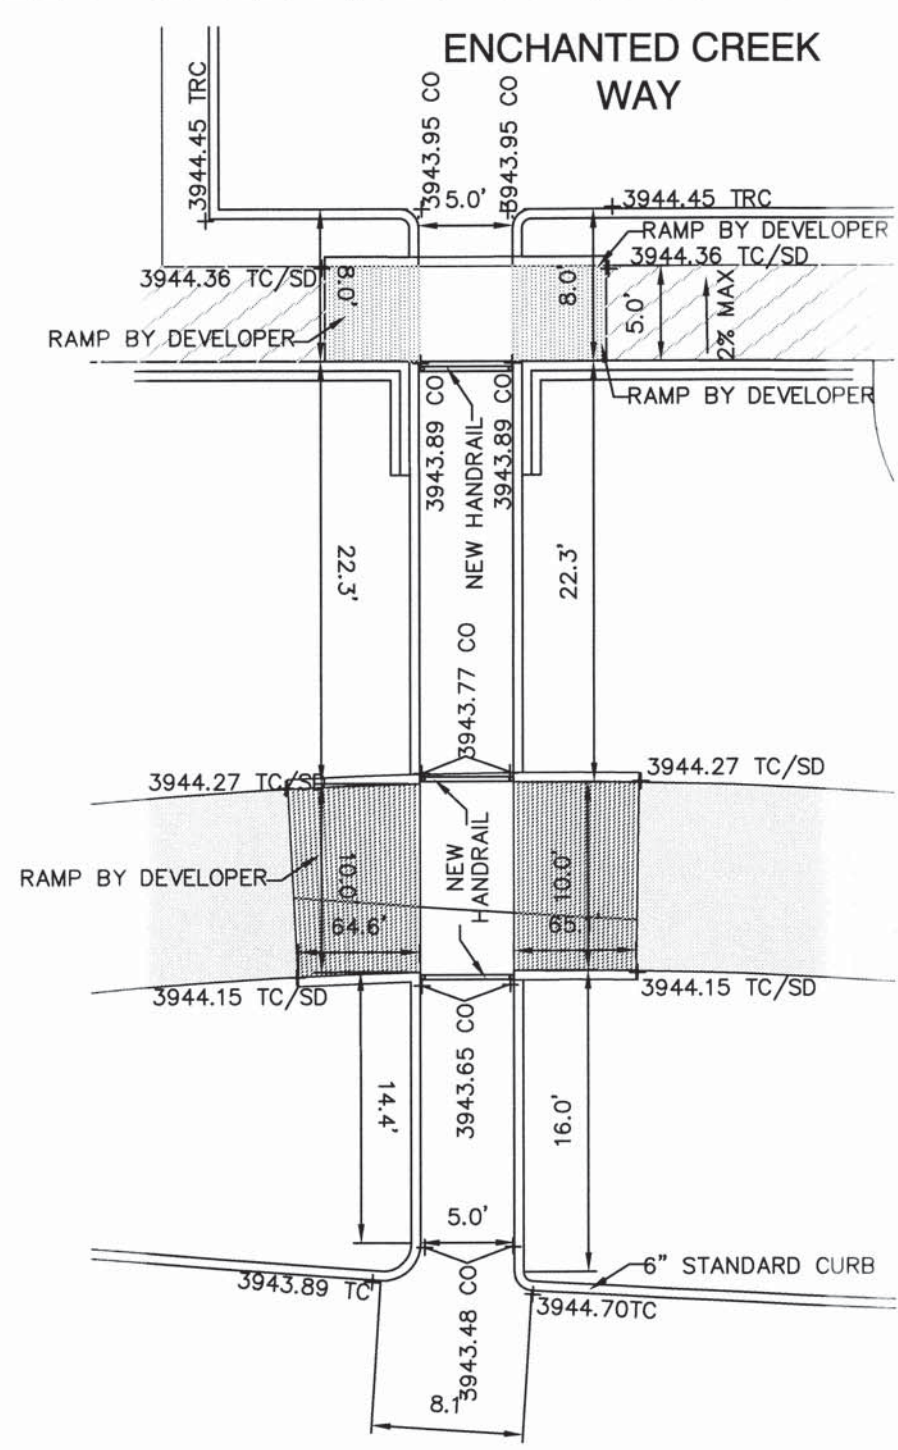 ENCHANTED CREEK
WAY
3944.45 TRC
3943.95 CO
3943.95 CO
5.0'
3944.45 TRC
RAMP BY DEVELOPER
3944.36 TC/SD
3944.36 TC/SD
8.0'
8.0'
5.0'
2% MAX
RAMP BY DEVELOPER
RAMP BY DEVELOPER
3943.89 CO
NEW HANDRAIL
3943.89 CO
22.3'
22.3'
3943.77 CO
3944.27 TC/SD
3944.27 TC/SD
RAMP BY DEVELOPER
10.0'
NEW
HANDRAIL
10.0'
64.6'
3944.15 TC/SD
3944.15 TC/SD
3943.65 CO
14.4'
16.0'
5.0'
6" STANDARD CURB
3943.89 TC
3943.48 CO
3944.70TC
8.1'